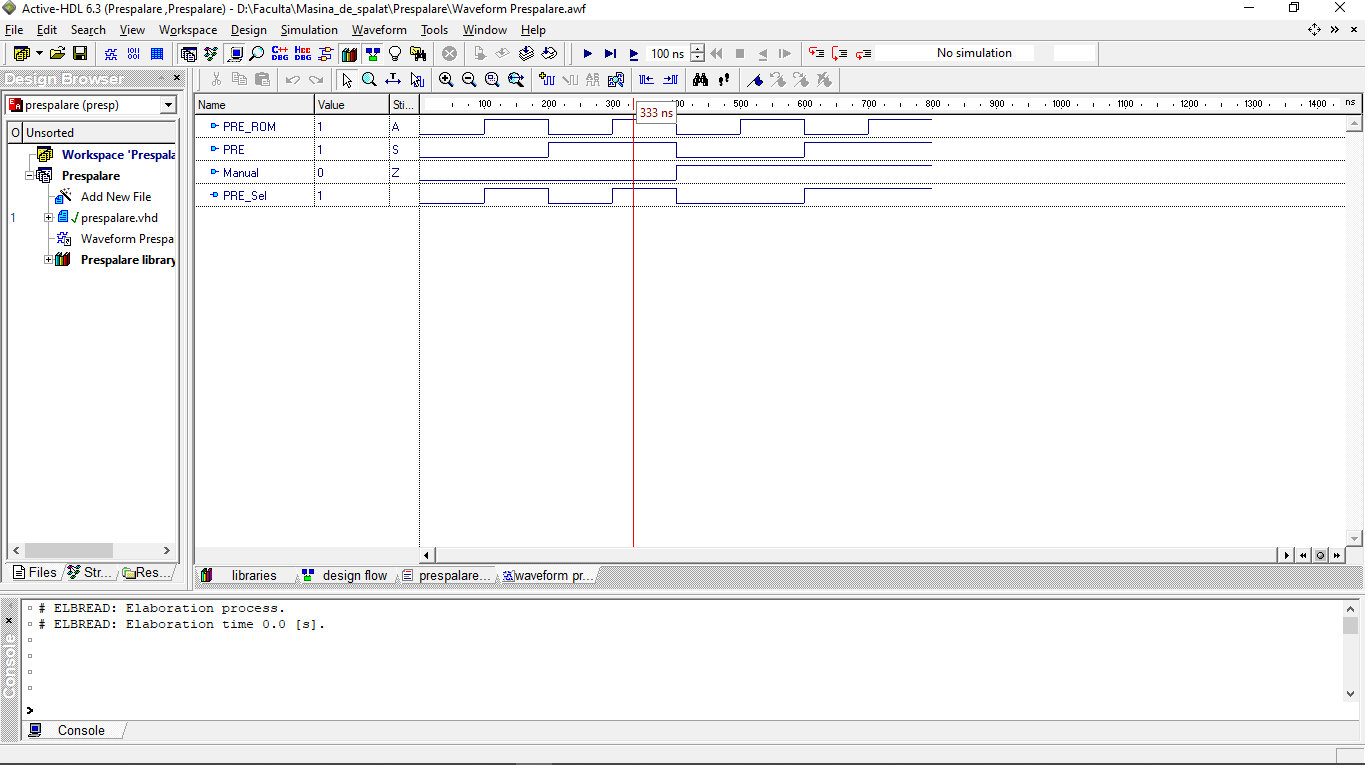 Active-HDL 6.3 (Prespalare ,Prespalare) - D:\Faculta\Masina_de_spalat\Prespalare\Waveform Prespalare.awf
File Edit Search View Workspace Design Simulation Waveform Tools Window Help
100 ns No simulation
Design Browser
prespalare (presp)
O Unsorted
Workspace 'Prespala
Prespalare
Add New File
1 prespalare.vhd
Waveform Prespa
Prespalare library
Files Str... Res...
Name Value Sti... 100 200 300 400 500 600 700 800 900 1000 1100 1200 1300 1400 ns
333 ns
PRE_ROM 1 A
PRE 1 S
Manual 0 Z
PRE_Sel 1
libraries design flow prespalare... waveform pr...
# ELBREAD: Elaboration process.
# ELBREAD: Elaboration time 0.0 [s].
>
Console
Console